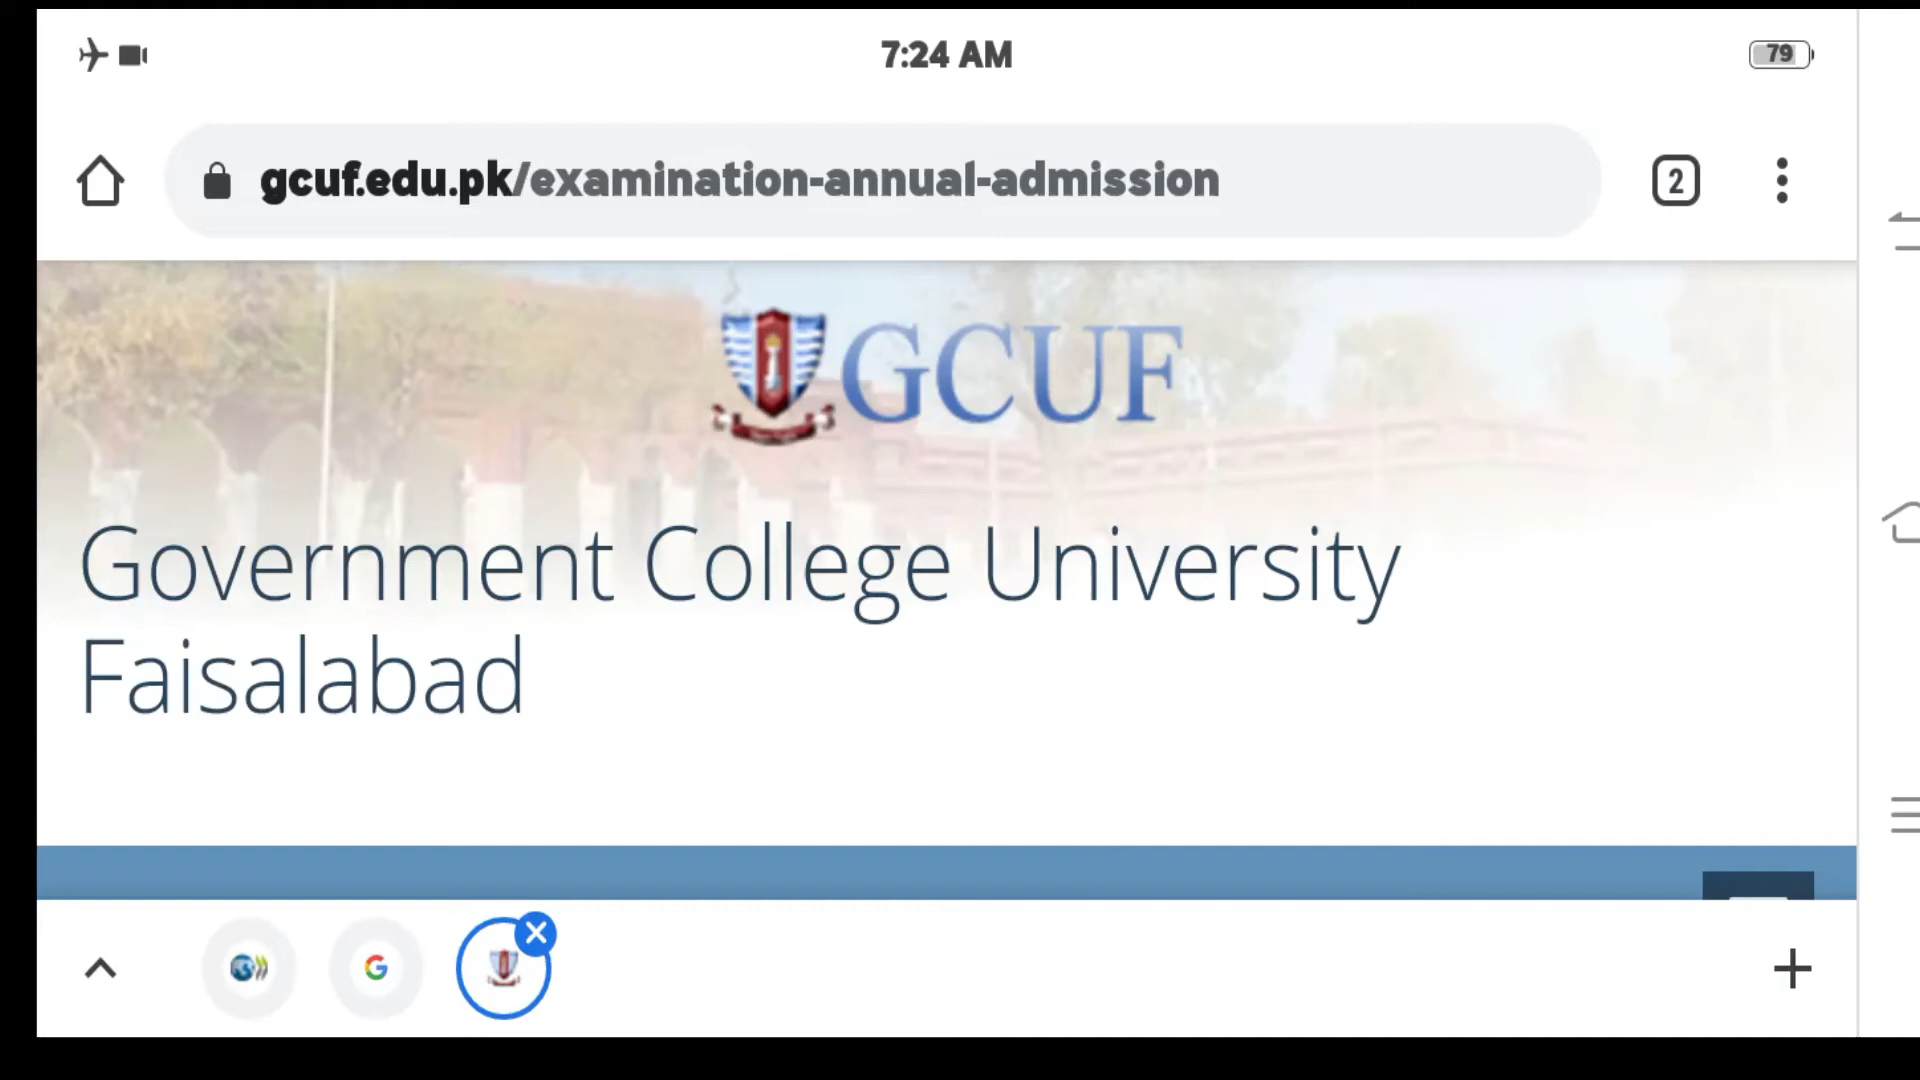 7:24 AM
79
gcuf.edu.pk/examination-annual-admission
2
GCUF
Government College University
Faisalabad